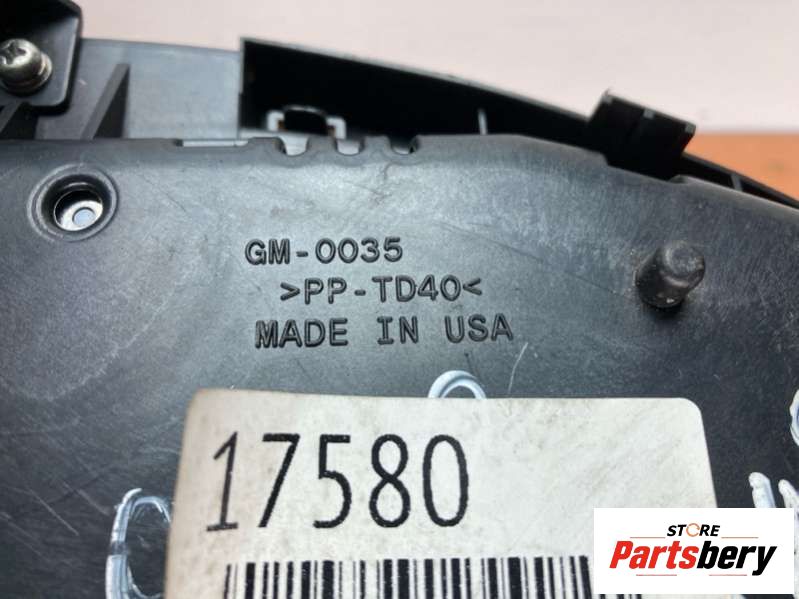 GM-0035
>PP-TD40<
MADE IN USA
17580
STORE
Partsbery